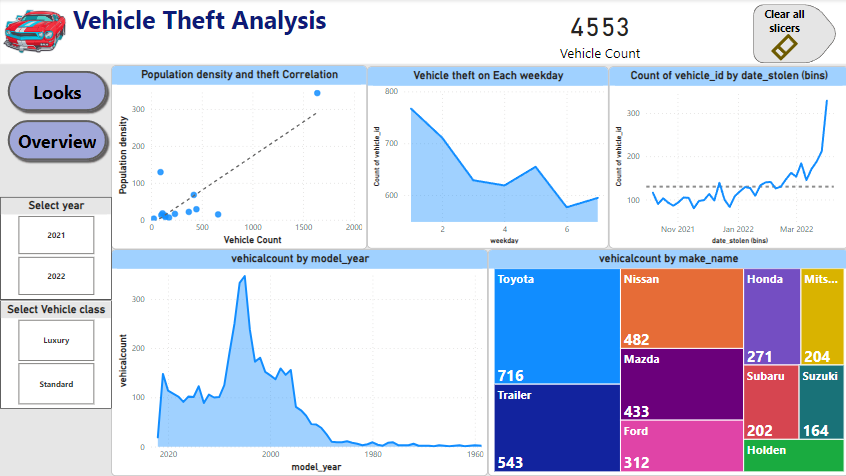 Vehicle Theft Analysis
4553
Vehicle Count
Clear all
slicers
Looks
Overview
Select year
2021
2022
Select Vehicle class
Luxury
Standard
Population density and theft Correlation
Population density
300
200
100
0
0
500
1000
1500
2000
Vehicle Count
Vehicle theft on Each weekday
Count of vehicle_id
800
700
600
2
4
6
weekday
Count of vehicle_id by date_stolen (bins)
Count of vehicle_id
300
200
100
Nov 2021
Jan 2022
Mar 2022
date_stolen (bins)
vehicalcount by model_year
vehicalcount
300
200
100
0
2020
2000
1980
1960
model_year
vehicalcount by make_name
Toyota
716
Trailer
543
Nissan
482
Mazda
433
Ford
312
Honda
271
Mits...
204
Subaru
202
Suzuki
164
Holden